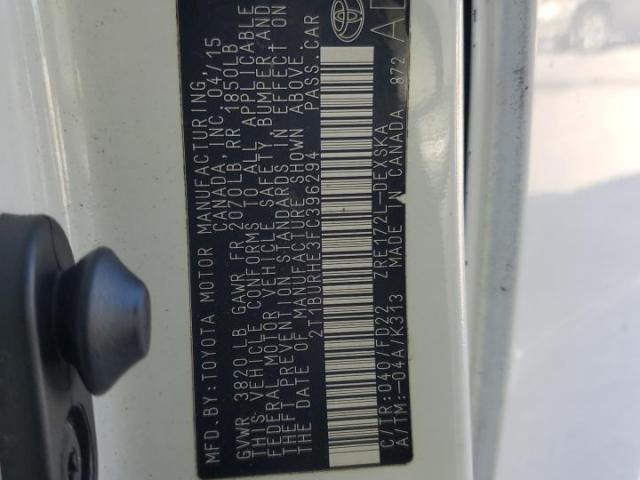 MFD.BY:TOYOTA MOTOR MANUFACTURING,
CANADA, INC. 04/15
GVWR 3820LB GAWR FR 2070LB,RR 1850LB
THIS VEHICLE CONFORMS TO ALL APPLICABLE
FEDERAL MOTOR VEHICLE SAFETY, BUMPER AND
THEFT PREVENTION STANDARDS IN EFFECT ON
THE DATE OF MANUFACTURE SHOWN ABOVE.
2T1BURHE3FC396294 PASS.CAR
C/TR:040/FD22 ZRE172L-DEXSKA
A/TM:-04A/K313 MADE IN CANADA 872